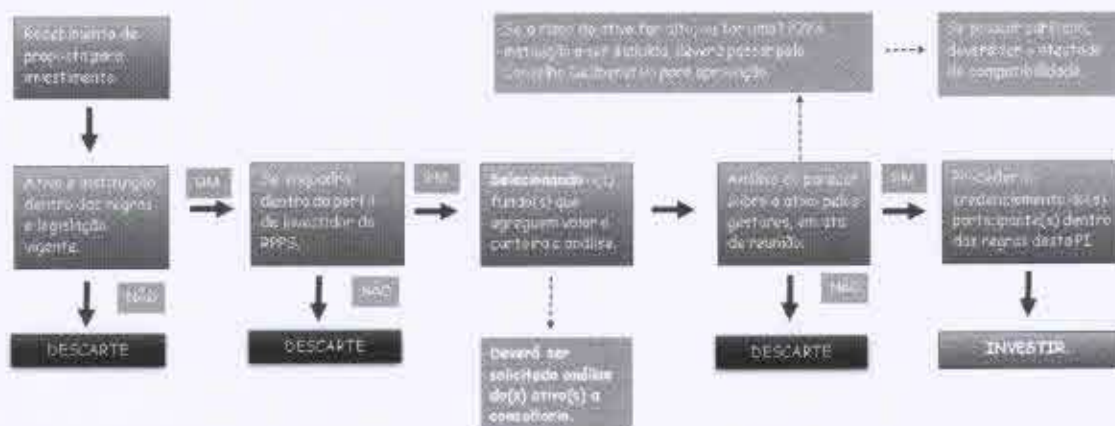 Recebimento de
proposta para
investimento.
Se o risco do ativo for alto, ou for uma
instituição a ser incluída, deverá passar pelo
Conselho Deliberativo para aprovação.
Se possuir carência,
deverá ser o atestado
de compatibilidade.
Ativo e instituição
dentro das regras
e legislação
vigente.
SIM
Se enquadra
dentro do perfil
de investidor do
RPPS.
SIM
Selecionando o(s)
fundo(s) que
agreguem valor a
carteira e análise.
Análise do parecer
sobre o ativo pelos
gestores, em ata
de reunião.
SIM
Proceder
credenciamento do(s)
participante(s) dentro
das regras desta PI.
NÃO
NÃO
NÃO
DESCARTE
DESCARTE
Deverá ser
solicitada análise
do(s) ativo(s) a
consultoria.
DESCARTE
INVESTIR